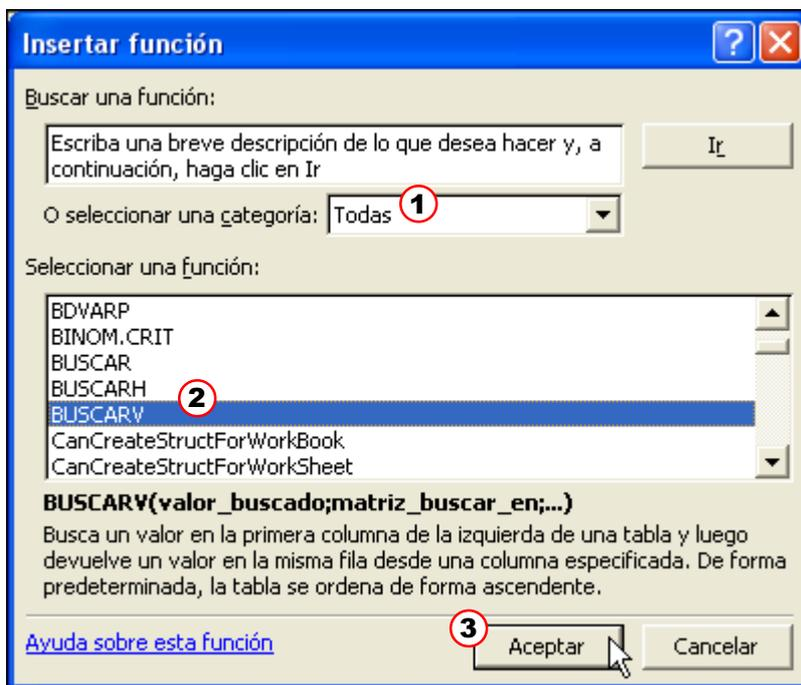 Insertar función
Buscar una función:
Escriba una breve descripción de lo que desea hacer y, a
continuación, haga clic en Ir
Ir
O seleccionar una categoría: Todas 1
Seleccionar una función:
BDVARP
BINOM.CRIT
BUSCAR
BUSCARH
2
BUSCARV
CanCreateStructForWorkBook
CanCreateStructForWorkSheet
BUSCARV(valor_buscado;matriz_buscar_en;...)
Busca un valor en la primera columna de la izquierda de una tabla y luego
devuelve un valor en la misma fila desde una columna especificada. De forma
predeterminada, la tabla se ordena de forma ascendente.
Ayuda sobre esta función
3
Aceptar
Cancelar